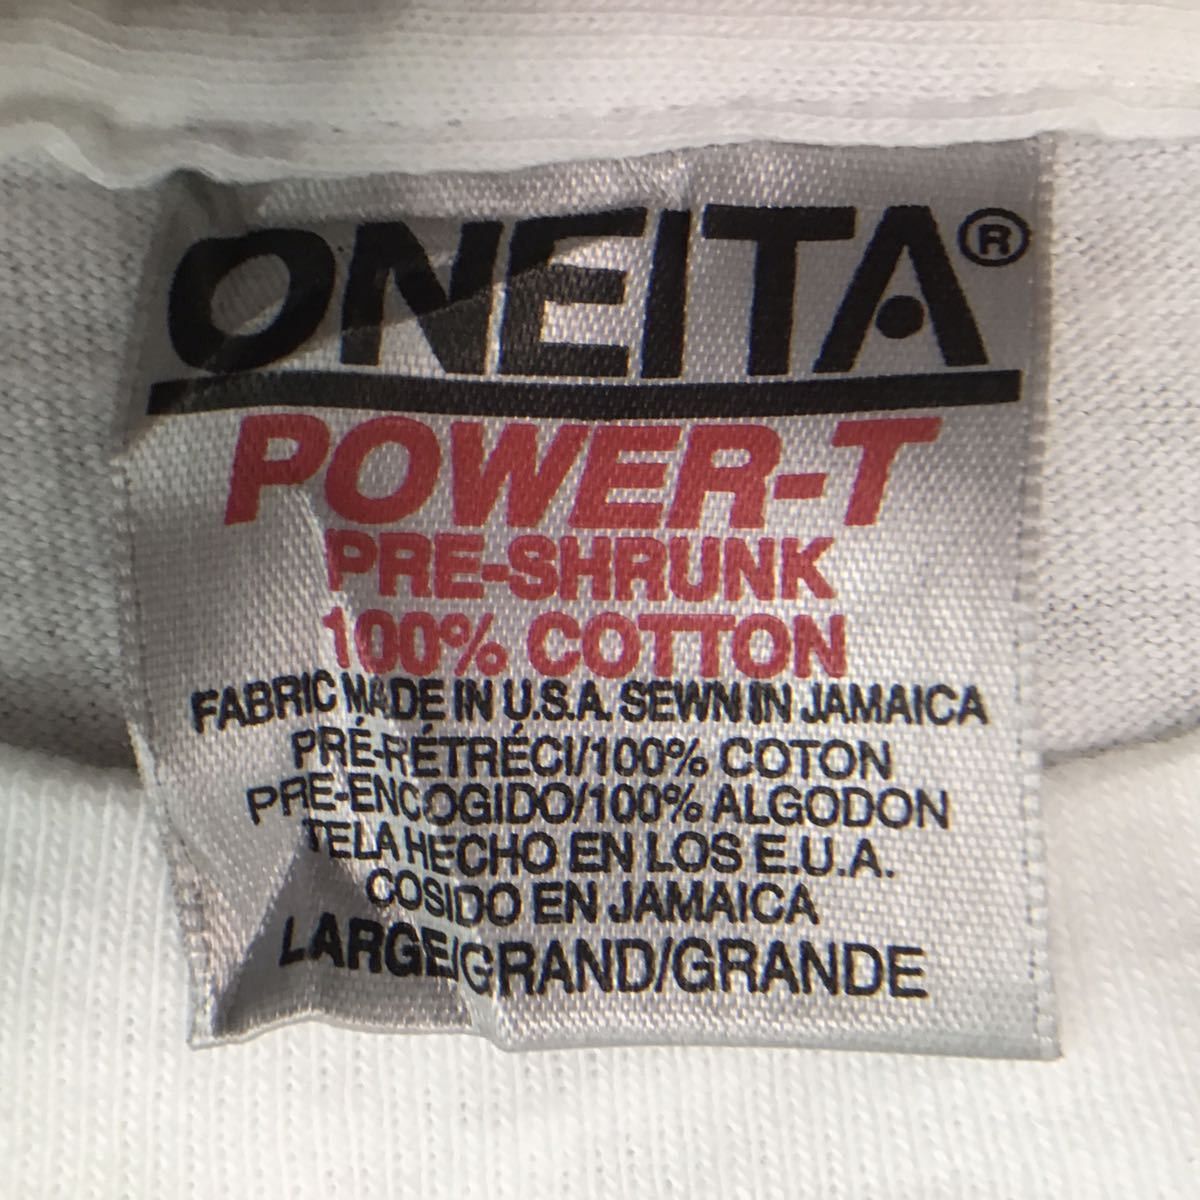 ONEITA®
POWER-T
PRE-SHRUNK
100% COTTON
FABRIC MADE IN U.S.A. SEWN IN JAMAICA
PRÉ-RÉTRÉCI/100% COTON
PRE-ENCOGIDO/100% ALGODON
TELA HECHO EN LOS E.U.A.
COSIDO EN JAMAICA
LARGE/GRAND/GRANDE